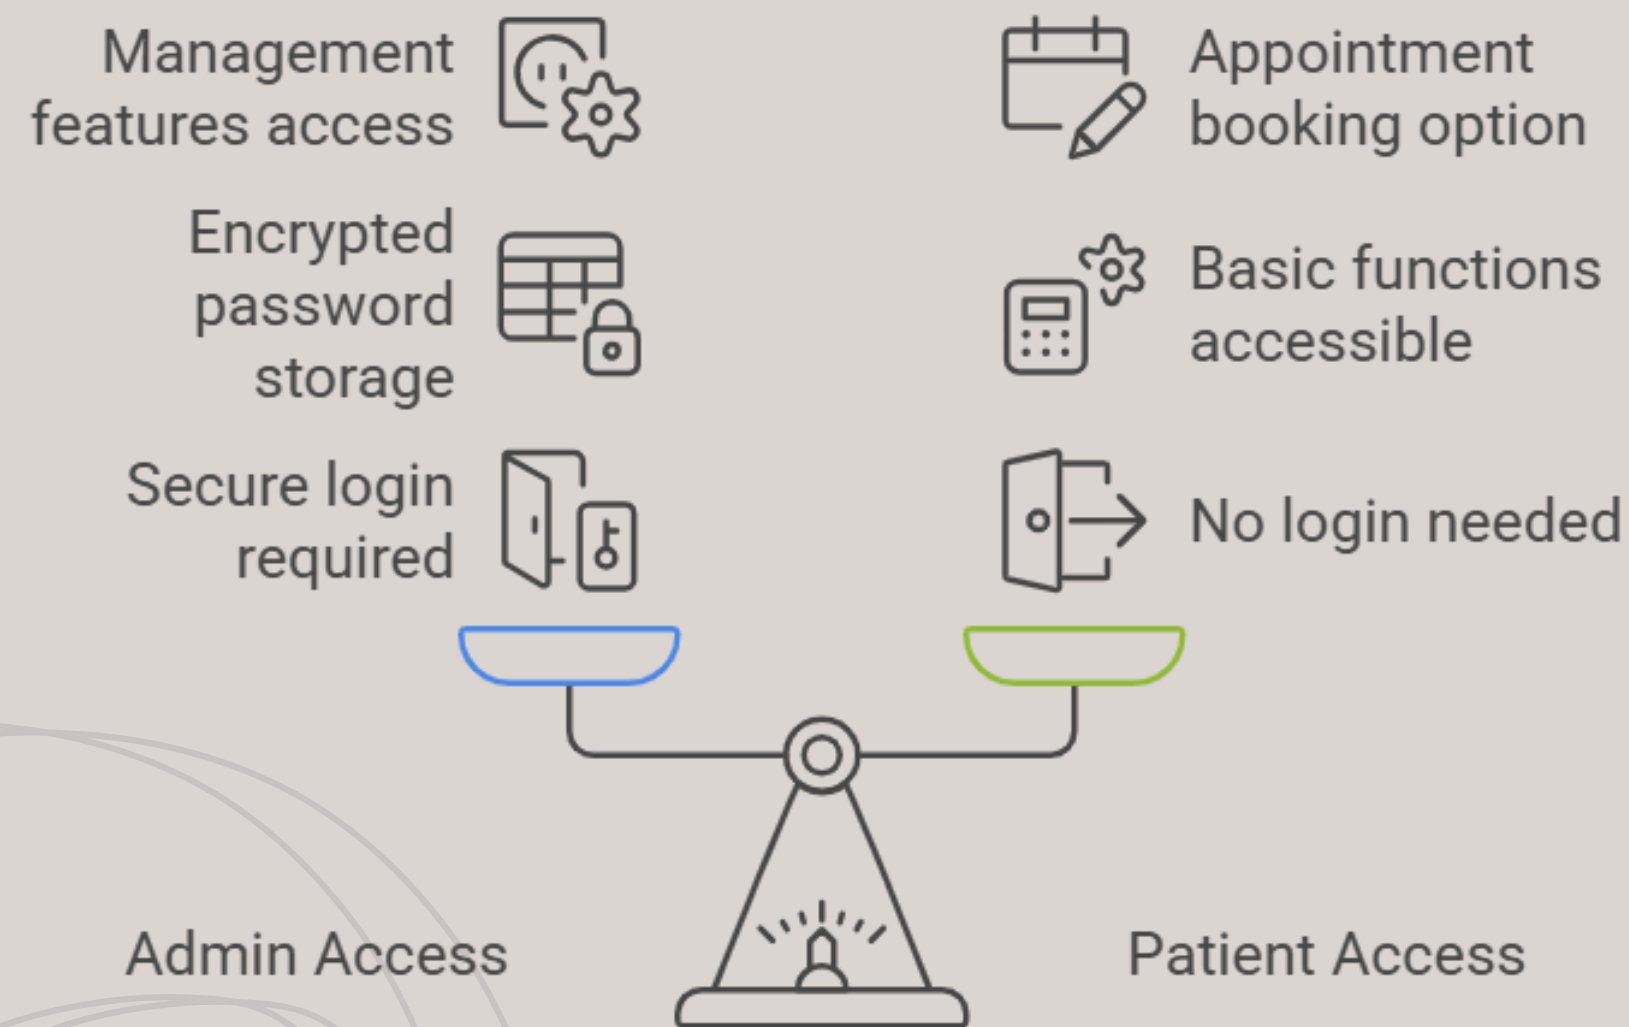 Management
features access
Encrypted
password
storage
Secure login
required
Appointment
booking option
Basic functions
accessible
No login needed
Admin Access
Patient Access